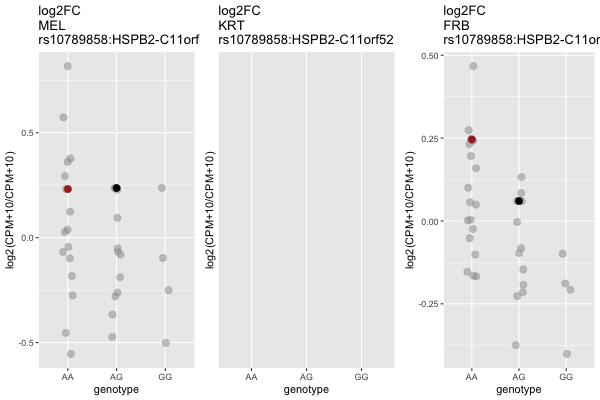 log2FC
MEL
rs10789858:HSPB2-C11orf
log2(CPM+10/CPM+10)
0.5
0.0
-0.5
AA AG GG
genotype
log2FC
KRT
rs10789858:HSPB2-C11orf52
log2(CPM+10/CPM+10)
AA AG GG
genotype
log2FC
FRB
rs10789858:HSPB2-C11or
log2(CPM+10/CPM+10)
0.50
0.25
0.00
-0.25
AA AG GG
genotype